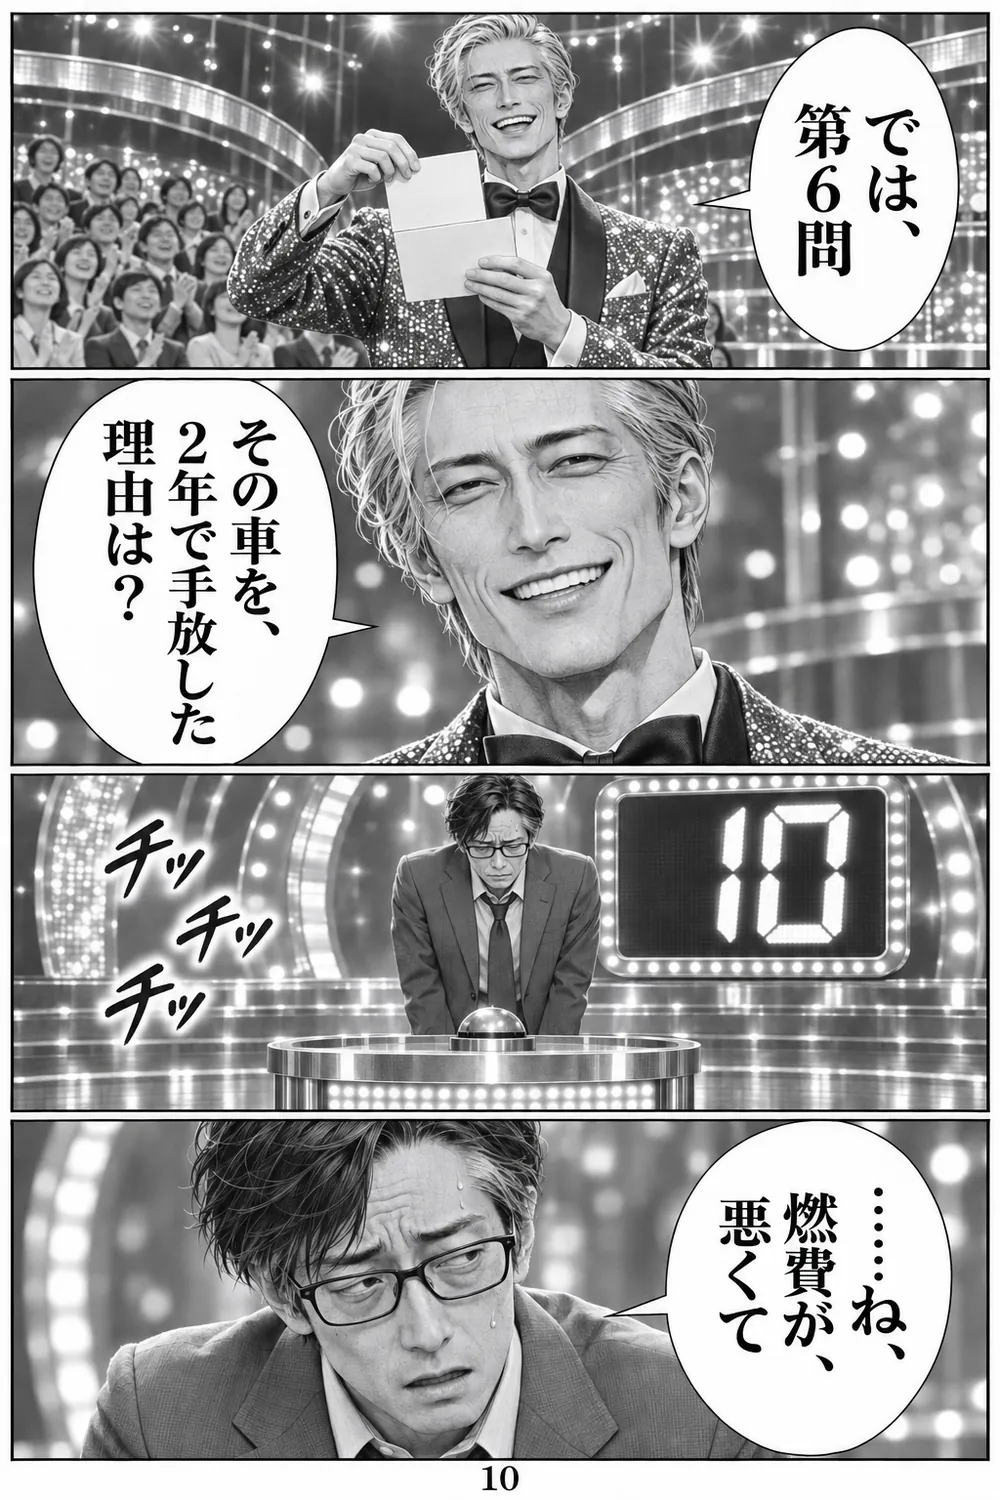 では、
第6問
その車を、
2年で手放した
理由は？
10
チッ
チッ
チッ
……ね、
燃費が、
悪くて
10